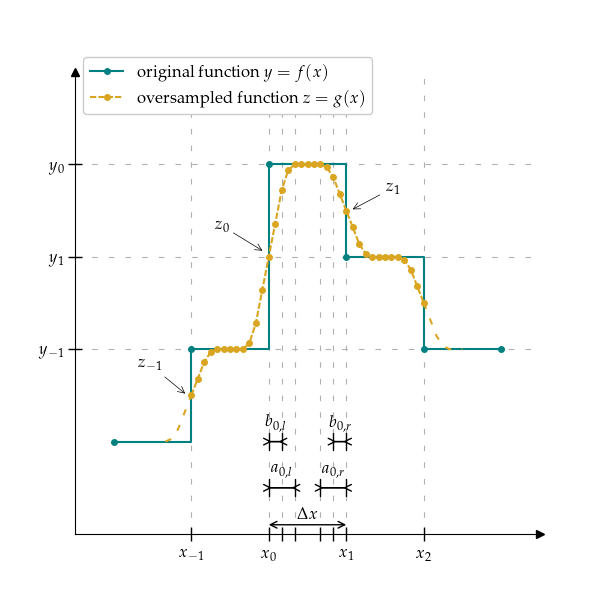 original function y = f(x)
oversampled function z = g(x)
y₀
z₁
z₀
y₁
y₋₁
z₋₁
b₀,ₗ b₀,ᵣ
a₀,ₗ a₀,ᵣ
Δx
x₋₁ x₀ x₁ x₂